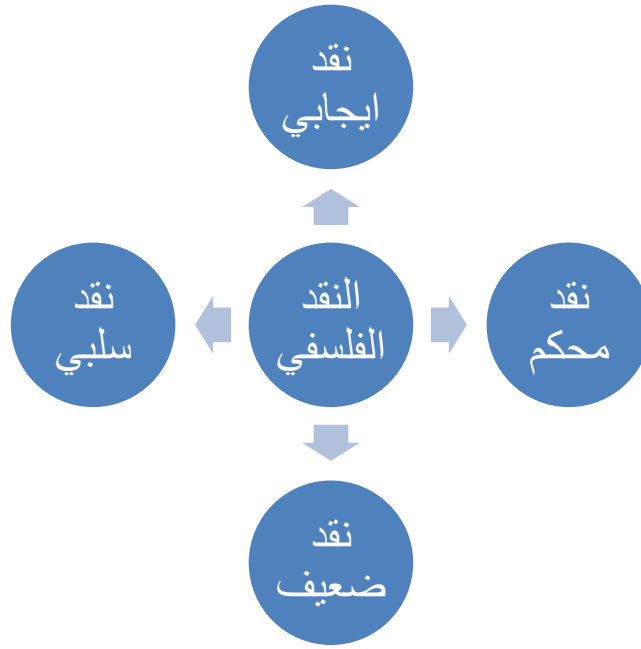 نقد
ايجابي
نقد
محكم
النقد
الفلسفي
نقد
سلبي
نقد
ضعيف